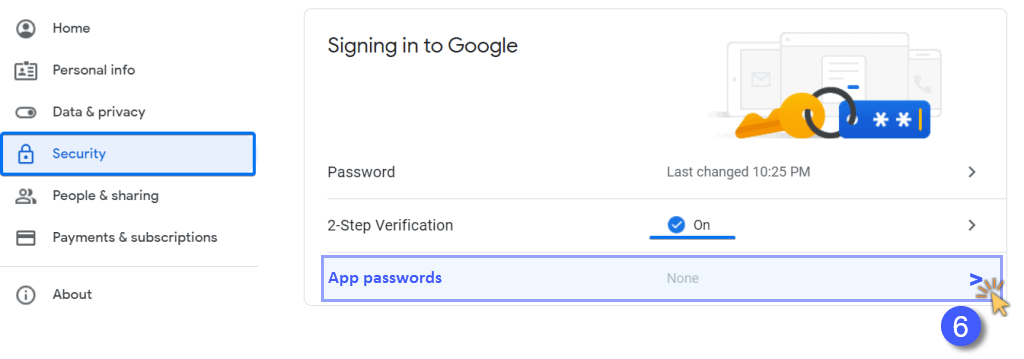 Home
Personal info
Data & privacy
Security
People & sharing
Payments & subscriptions
About
Signing in to Google
**
Password Last changed 10:25 PM >
2-Step Verification On >
App passwords None >
6